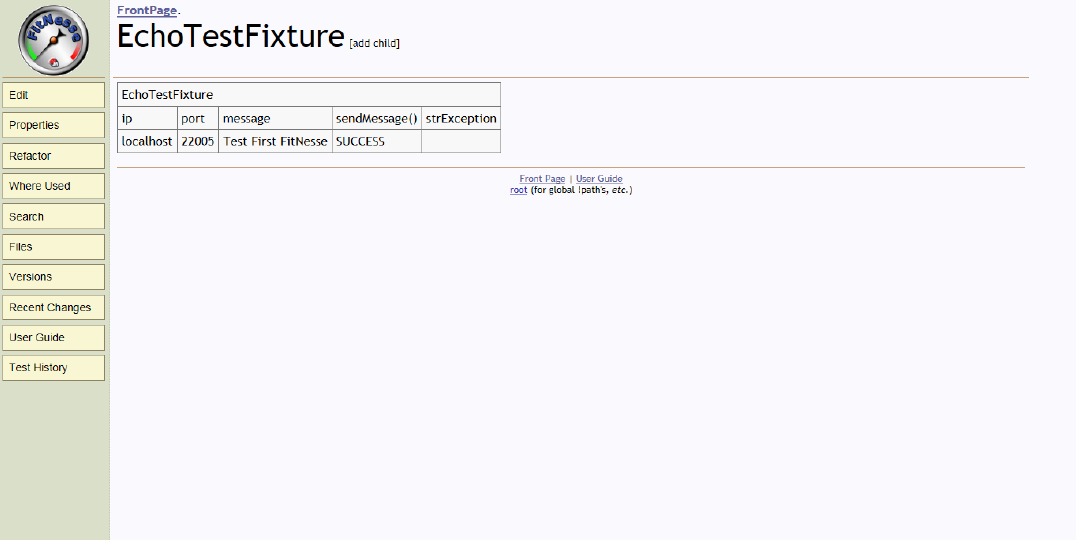 FitNesse
FrontPage.
EchoTestFixture [add child]
Edit
Properties
Refactor
Where Used
Search
Files
Versions
Recent Changes
User Guide
Test History
EchoTestFixture
ip port message sendMessage() strException
localhost 22005 Test First FitNesse SUCCESS
Front Page | User Guide
root (for global !path's, etc.)